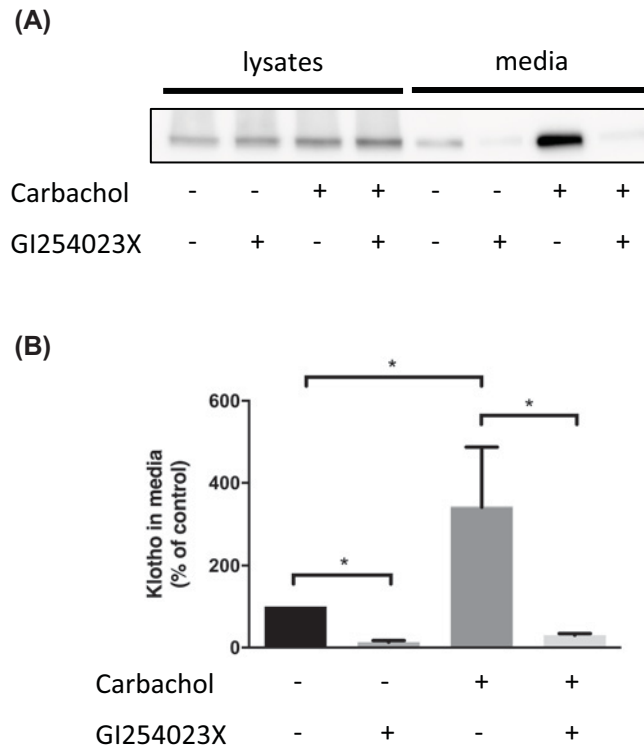 (A)
lysates media
Carbachol - - + + - - + +
GI254023X - + - + - + - +
(B)
* *
600
400
200
0
Klotho in media
(% of control)
*
Carbachol - - + +
GI254023X - + - +